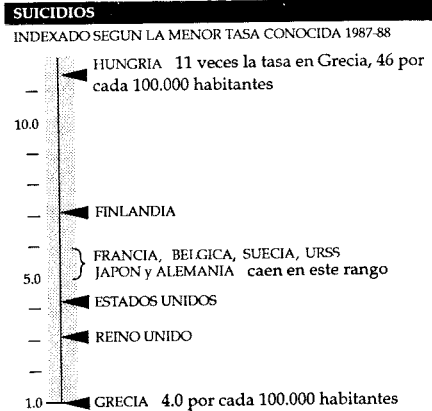 SUICIDIOS
INDEXADO SEGUN LA MENOR TASA CONOCIDA 1987-88
HUNGRIA 11 veces la tasa en Grecia, 46 por
cada 100.000 habitantes
10.0
FINLANDIA
FRANCIA, BELGICA, SUECIA, URSS
JAPON y ALEMANIA caen en este rango
5.0
ESTADOS UNIDOS
REINO UNIDO
1.0 GRECIA 4.0 por cada 100.000 habitantes